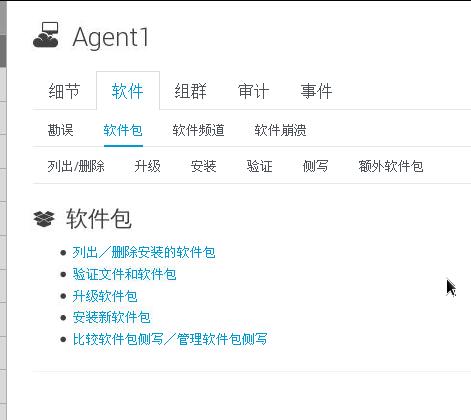 Agent1
细节 软件 组群 审计 事件
勘误 软件包 软件频道 软件崩溃
列出/删除 升级 安装 验证 侧写 额外软件包
软件包
列出／删除安装的软件包
验证文件和软件包
升级软件包
安装新软件包
比较软件包侧写／管理软件包侧写